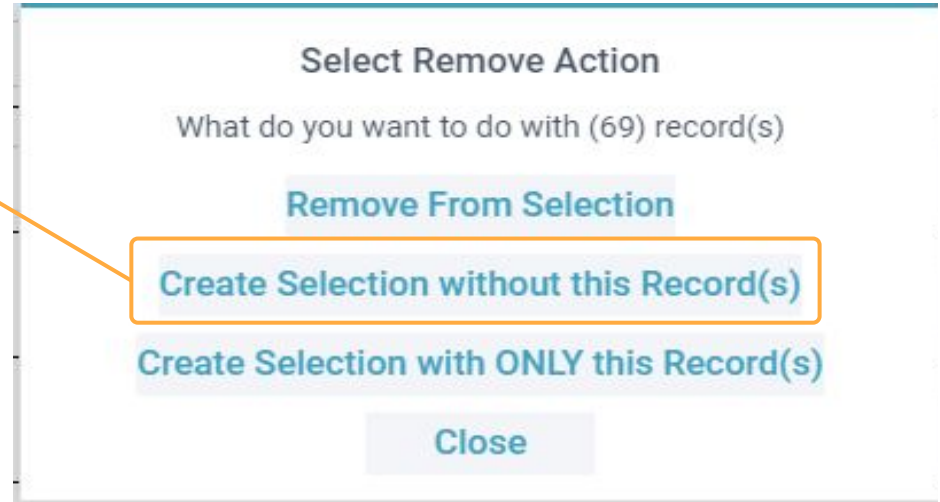 Select Remove Action
What do you want to do with (69) record(s)
Remove From Selection
Create Selection without this Record(s)
Create Selection with ONLY this Record(s)
Close